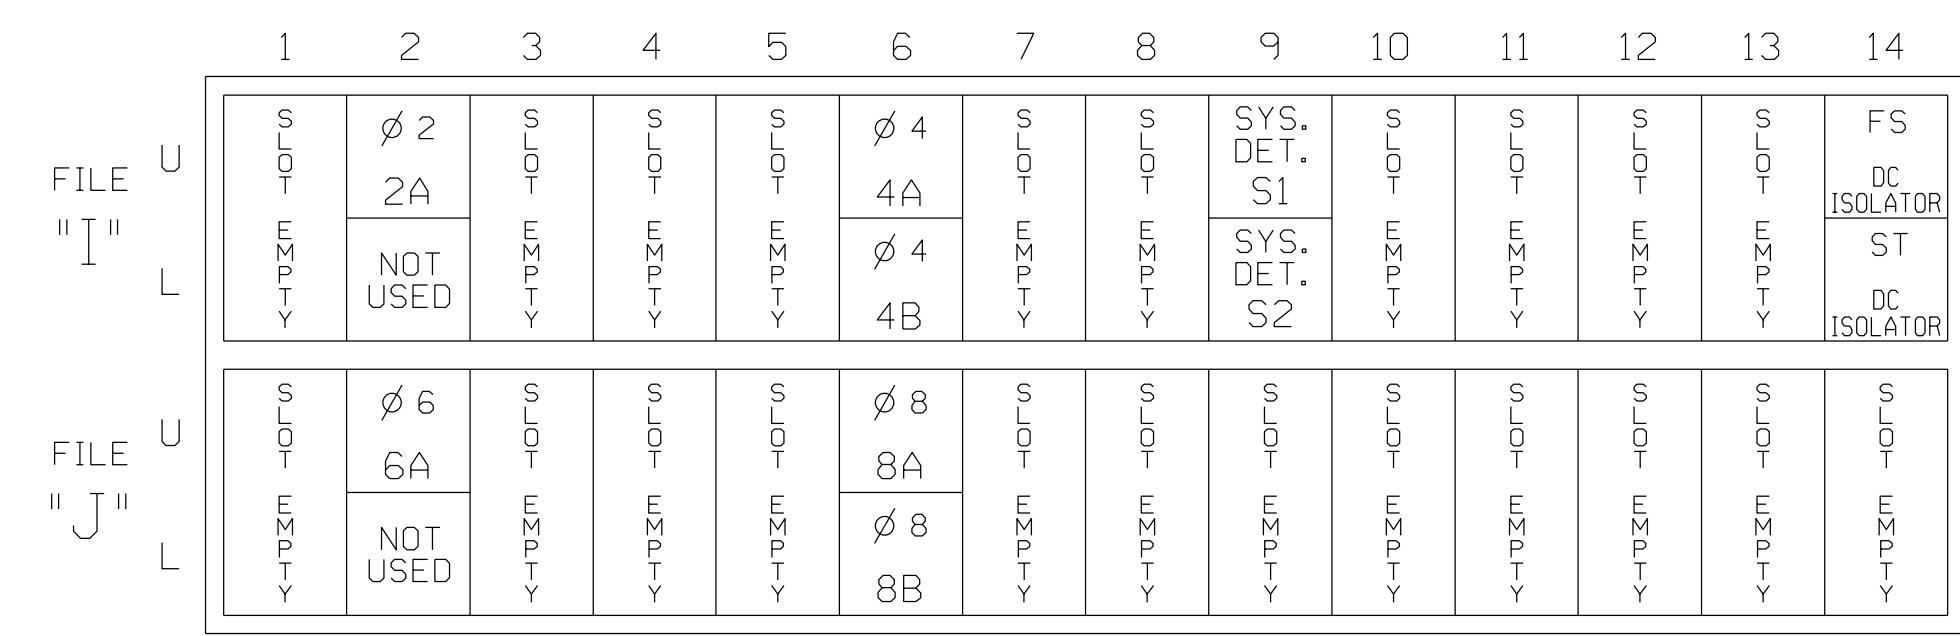 1 2 3 4 5 6 7 8 9 10 11 12 13 14
FILE "I"
U
L
SLOT EMPTY
Ø 2
2A
NOT
USED
SLOT EMPTY
SLOT EMPTY
SLOT EMPTY
Ø 4
4A
Ø 4
4B
SLOT EMPTY
SLOT EMPTY
SYS.
DET.
S1
SYS.
DET.
S2
SLOT EMPTY
SLOT EMPTY
SLOT EMPTY
SLOT EMPTY
FS
DC
ISOLATOR
ST
DC
ISOLATOR
FILE "J"
U
L
SLOT EMPTY
Ø 6
6A
NOT
USED
SLOT EMPTY
SLOT EMPTY
SLOT EMPTY
Ø 8
8A
Ø 8
8B
SLOT EMPTY
SLOT EMPTY
SLOT EMPTY
SLOT EMPTY
SLOT EMPTY
SLOT EMPTY
SLOT EMPTY
SLOT EMPTY